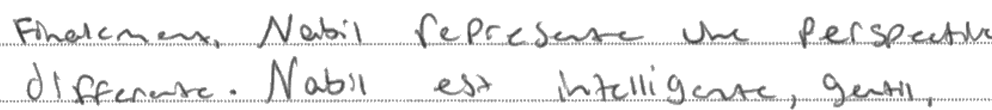 Finalement, Nabil represente une perspective
differente. Nabil est intelligente, gentil,